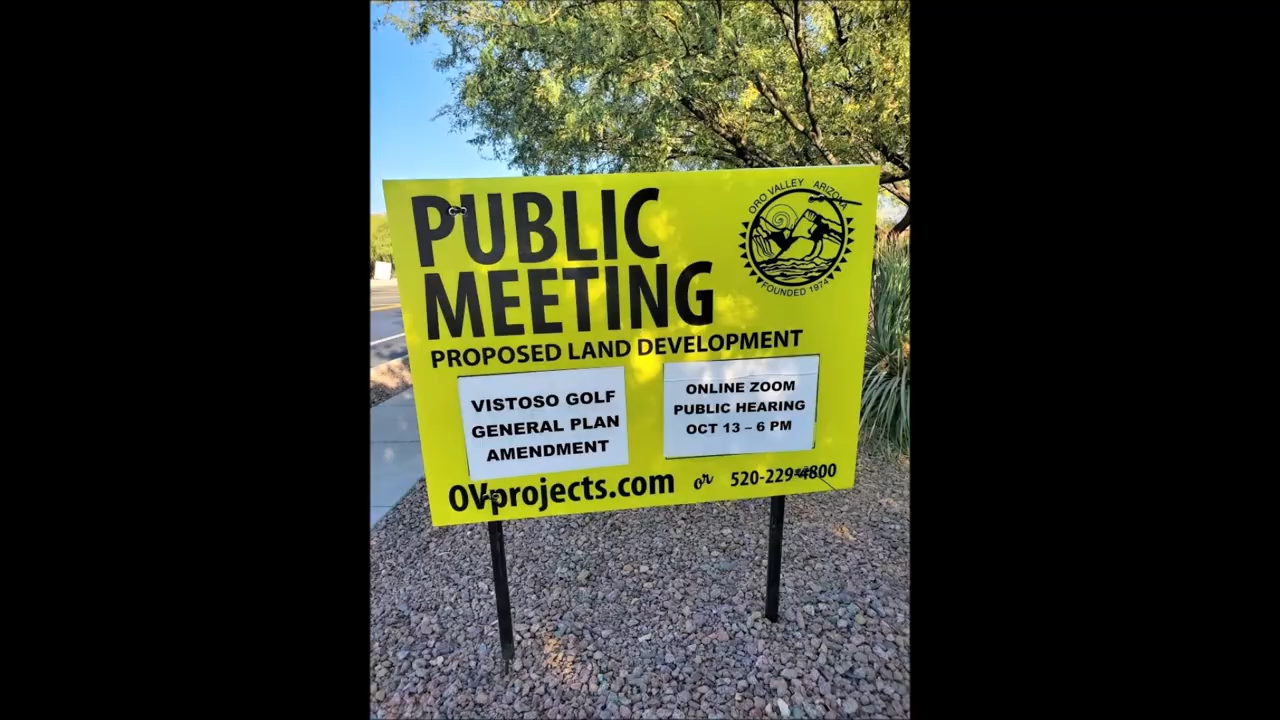 PUBLIC
MEETING
ORO VALLEY ARIZONA
FOUNDED 1974
PROPOSED LAND DEVELOPMENT
VISTOSO GOLF
GENERAL PLAN
AMENDMENT
ONLINE ZOOM
PUBLIC HEARING
OCT 13 – 6 PM
OVprojects.com or 520-229-4800